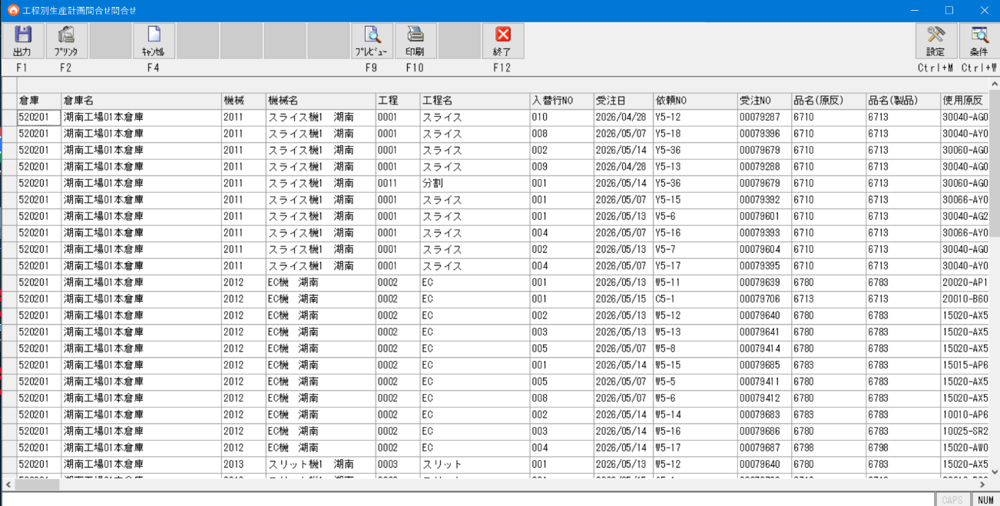 工程別生産計画問合せ問合せ
出力 プリンタ キャンセル プレビュー 印刷 終了 設定 条件
F1 F2 F4 F9 F10 F12 Ctrl+M Ctrl+W
倉庫 倉庫名 機械 機械名 工程 工程名 入替行NO 受注日 依頼NO 受注NO 品名(原反) 品名(製品) 使用原反
520201 湖南工場01本倉庫 2011 スライス機1 湖南 0001 スライス 010 2026/04/28 Y5-12 00079287 6710 6713 30040-AG0
520201 湖南工場01本倉庫 2011 スライス機1 湖南 0001 スライス 008 2026/05/07 Y5-18 00079396 6710 6713 30040-AY0
520201 湖南工場01本倉庫 2011 スライス機1 湖南 0001 スライス 002 2026/05/14 Y5-36 00079679 6710 6713 30060-AG0
520201 湖南工場01本倉庫 2011 スライス機1 湖南 0001 スライス 009 2026/04/28 Y5-13 00079288 6710 6713 30040-AG0
520201 湖南工場01本倉庫 2011 スライス機1 湖南 0011 分割 001 2026/05/14 Y5-36 00079679 6710 6713 30060-AG0
520201 湖南工場01本倉庫 2011 スライス機1 湖南 0001 スライス 001 2026/05/07 Y5-15 00079392 6710 6713 30066-AY0
520201 湖南工場01本倉庫 2011 スライス機1 湖南 0001 スライス 001 2026/05/13 V5-6 00079601 6710 6713 30040-AG2
520201 湖南工場01本倉庫 2011 スライス機1 湖南 0001 スライス 004 2026/05/07 Y5-16 00079393 6710 6713 30066-AY0
520201 湖南工場01本倉庫 2011 スライス機1 湖南 0001 スライス 002 2026/05/13 V5-7 00079604 6710 6713 30040-AG0
520201 湖南工場01本倉庫 2011 スライス機1 湖南 0001 スライス 004 2026/05/07 Y5-17 00079395 6710 6713 30040-AY0
520201 湖南工場01本倉庫 2012 EC機 湖南 0002 EC 001 2026/05/13 W5-11 00079639 6780 6783 20020-AP1
520201 湖南工場01本倉庫 2012 EC機 湖南 0002 EC 001 2026/05/15 C5-1 00079706 6713 6713 20010-B60
520201 湖南工場01本倉庫 2012 EC機 湖南 0002 EC 002 2026/05/13 W5-12 00079640 6780 6783 15020-AX5
520201 湖南工場01本倉庫 2012 EC機 湖南 0002 EC 003 2026/05/13 W5-13 00079641 6780 6783 15020-AX5
520201 湖南工場01本倉庫 2012 EC機 湖南 0002 EC 005 2026/05/07 W5-8 00079414 6780 6783 15020-AX5
520201 湖南工場01本倉庫 2012 EC機 湖南 0002 EC 001 2026/05/14 W5-15 00079685 6783 6783 15015-AP6
520201 湖南工場01本倉庫 2012 EC機 湖南 0002 EC 005 2026/05/07 W5-5 00079411 6780 6783 15020-AX5
520201 湖南工場01本倉庫 2012 EC機 湖南 0002 EC 008 2026/05/07 W5-6 00079412 6780 6783 15020-AX5
520201 湖南工場01本倉庫 2012 EC機 湖南 0002 EC 002 2026/05/14 W5-14 00079683 6780 6783 10010-AP6
520201 湖南工場01本倉庫 2012 EC機 湖南 0002 EC 003 2026/05/14 W5-16 00079686 6780 6783 10025-SR2
520201 湖南工場01本倉庫 2012 EC機 湖南 0002 EC 004 2026/05/14 W5-17 00079687 6798 6798 15020-AW0
520201 湖南工場01本倉庫 2013 スリット機1 湖南 0003 スリット 001 2026/05/13 W5-12 00079640 6780 6783 15020-AX5
CAPS NUM